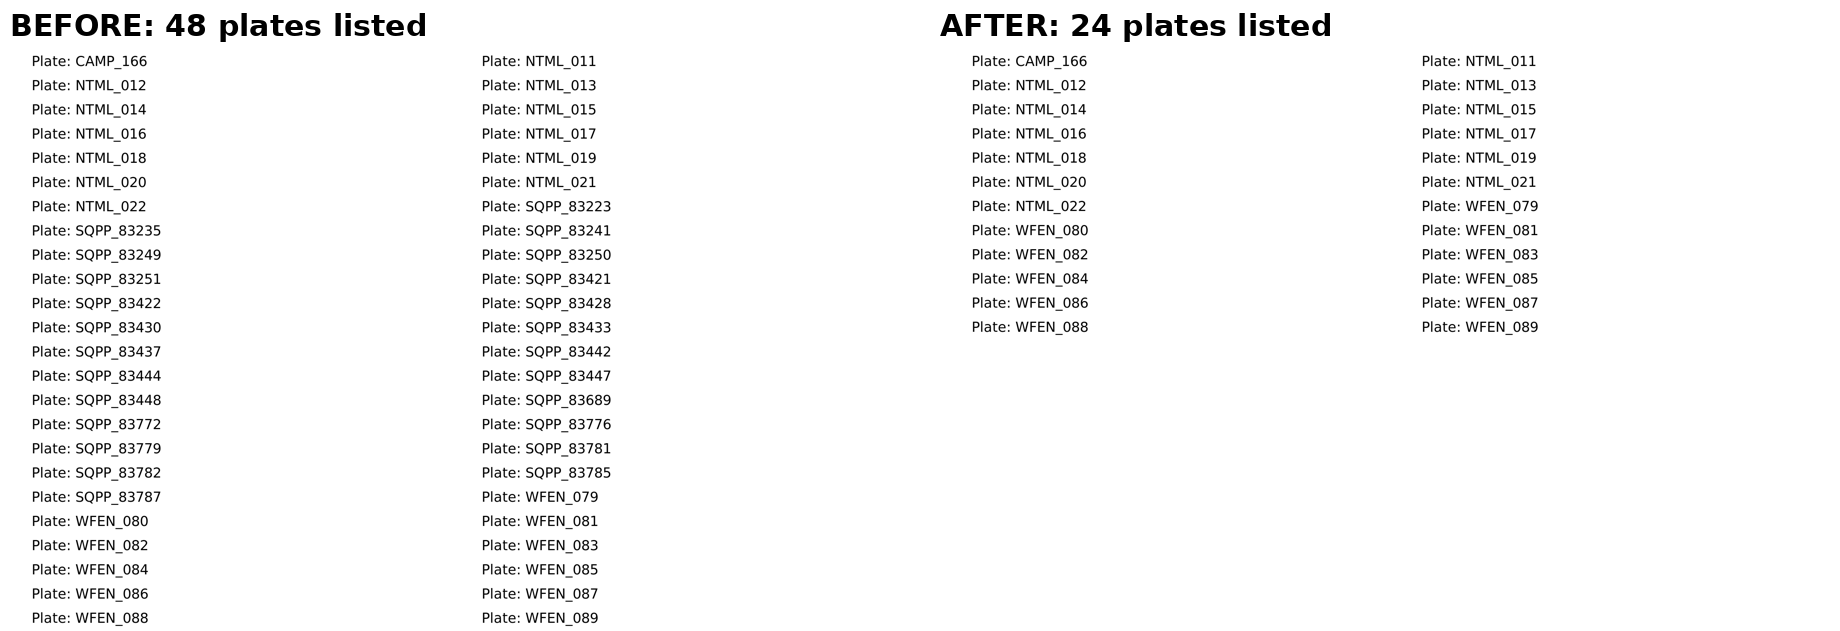 BEFORE: 48 plates listed
Plate: CAMP_166 Plate: NTML_011
Plate: NTML_012 Plate: NTML_013
Plate: NTML_014 Plate: NTML_015
Plate: NTML_016 Plate: NTML_017
Plate: NTML_018 Plate: NTML_019
Plate: NTML_020 Plate: NTML_021
Plate: NTML_022 Plate: SQPP_83223
Plate: SQPP_83235 Plate: SQPP_83241
Plate: SQPP_83249 Plate: SQPP_83250
Plate: SQPP_83251 Plate: SQPP_83421
Plate: SQPP_83422 Plate: SQPP_83428
Plate: SQPP_83430 Plate: SQPP_83433
Plate: SQPP_83437 Plate: SQPP_83442
Plate: SQPP_83444 Plate: SQPP_83447
Plate: SQPP_83448 Plate: SQPP_83689
Plate: SQPP_83772 Plate: SQPP_83776
Plate: SQPP_83779 Plate: SQPP_83781
Plate: SQPP_83782 Plate: SQPP_83785
Plate: SQPP_83787 Plate: WFEN_079
Plate: WFEN_080 Plate: WFEN_081
Plate: WFEN_082 Plate: WFEN_083
Plate: WFEN_084 Plate: WFEN_085
Plate: WFEN_086 Plate: WFEN_087
Plate: WFEN_088 Plate: WFEN_089
AFTER: 24 plates listed
Plate: CAMP_166 Plate: NTML_011
Plate: NTML_012 Plate: NTML_013
Plate: NTML_014 Plate: NTML_015
Plate: NTML_016 Plate: NTML_017
Plate: NTML_018 Plate: NTML_019
Plate: NTML_020 Plate: NTML_021
Plate: NTML_022 Plate: WFEN_079
Plate: WFEN_080 Plate: WFEN_081
Plate: WFEN_082 Plate: WFEN_083
Plate: WFEN_084 Plate: WFEN_085
Plate: WFEN_086 Plate: WFEN_087
Plate: WFEN_088 Plate: WFEN_089